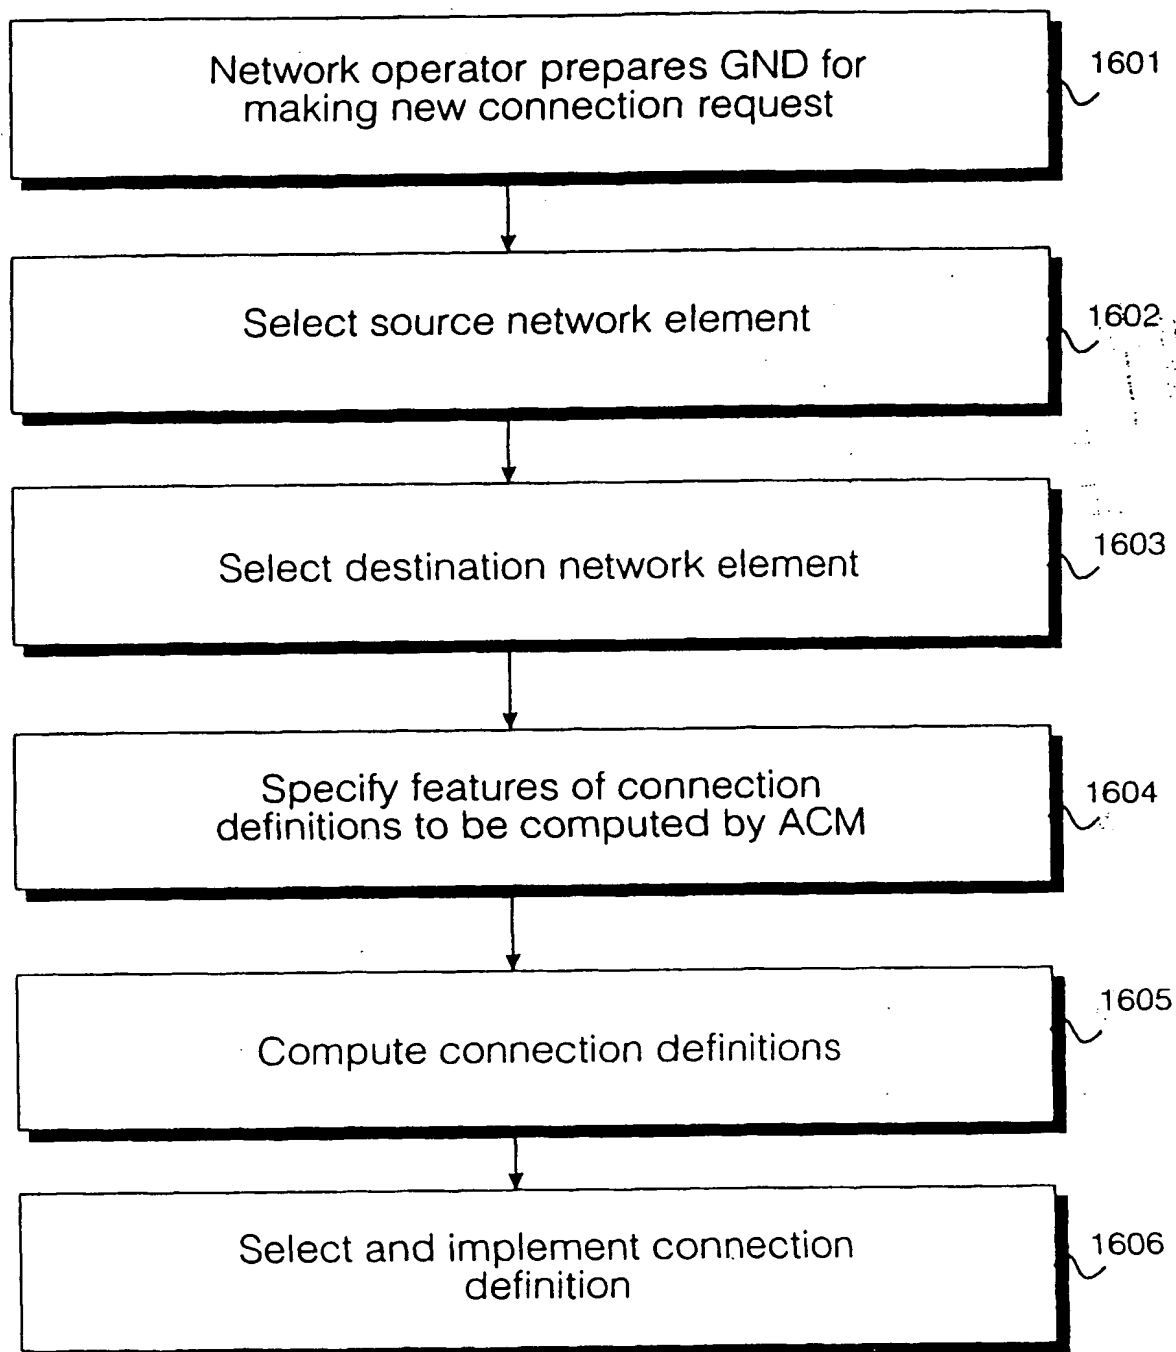 Network operator prepares GND for
making new connection request
1601
Select source network element
1602
Select destination network element
1603
Specify features of connection
definitions to be computed by ACM
1604
Compute connection definitions
1605
Select and implement connection
definition
1606